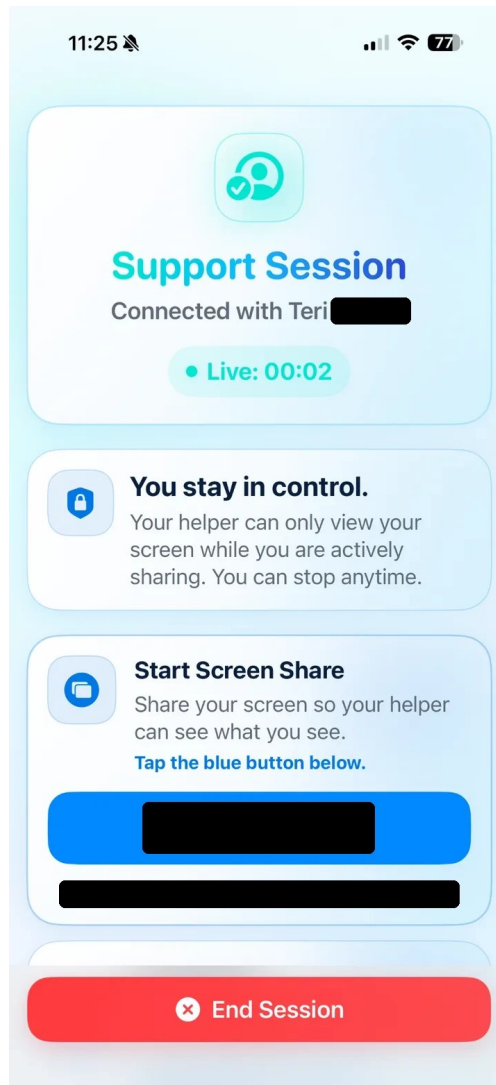 11:25
77
Support Session
Connected with Teri
Live: 00:02
You stay in control.
Your helper can only view your
screen while you are actively
sharing. You can stop anytime.
Start Screen Share
Share your screen so your helper
can see what you see.
Tap the blue button below.
End Session